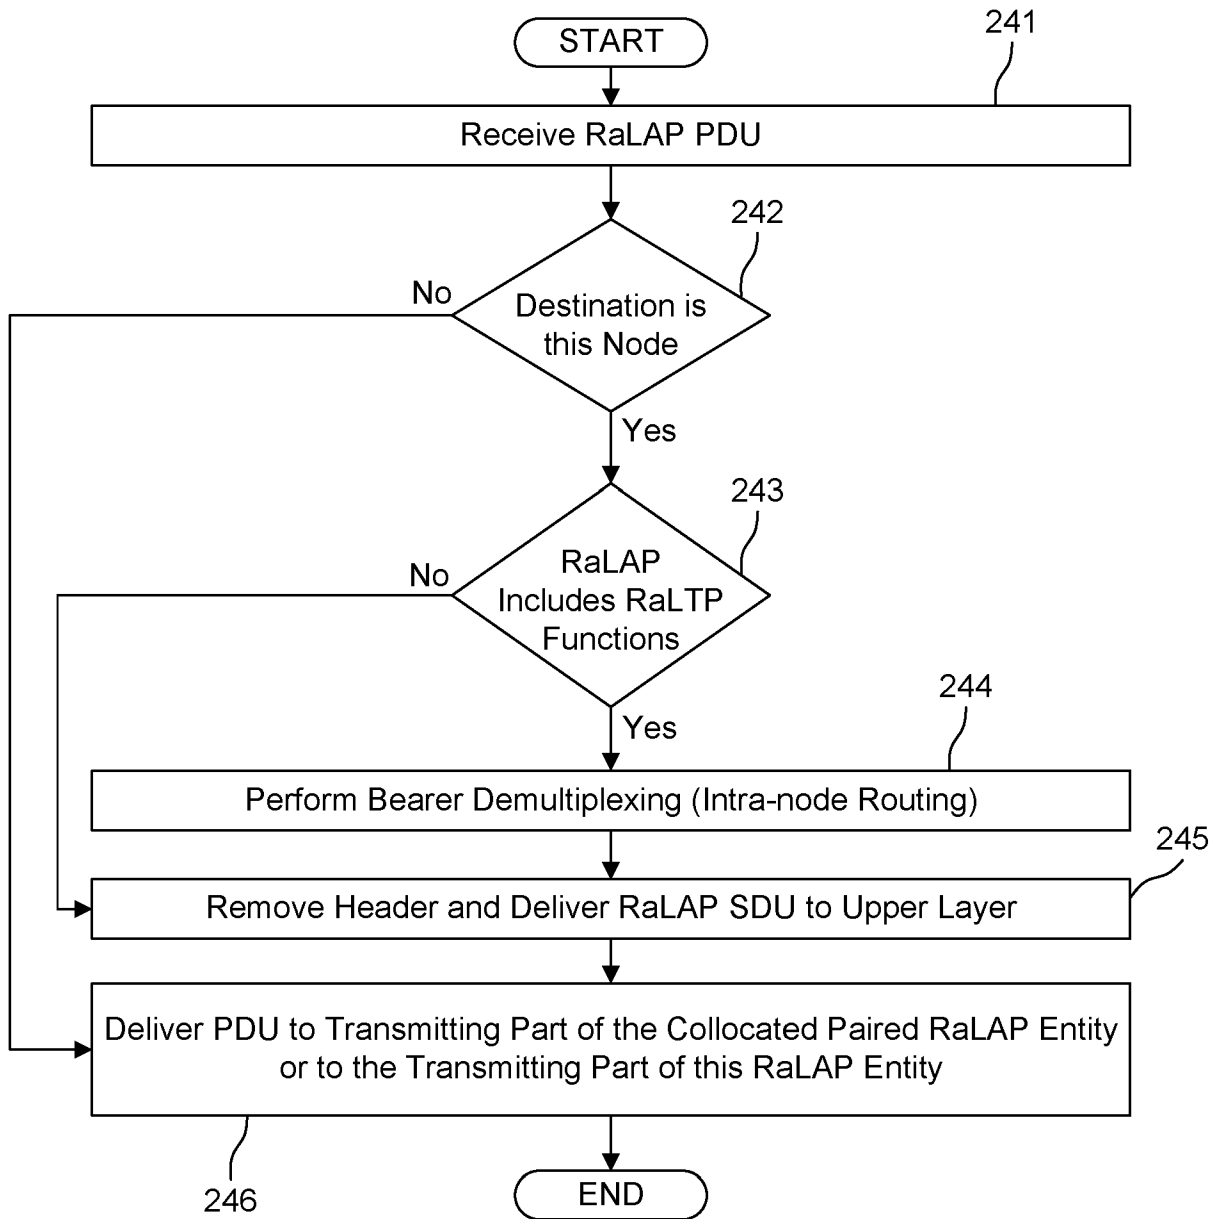 START
241
Receive RaLAP PDU
242
No
Destination is
this Node
Yes
243
No
RaLAP
Includes RaLTP
Functions
Yes
244
Perform Bearer Demultiplexing (Intra-node Routing)
245
Remove Header and Deliver RaLAP SDU to Upper Layer
Deliver PDU to Transmitting Part of the Collocated Paired RaLAP Entity
or to the Transmitting Part of this RaLAP Entity
246
END